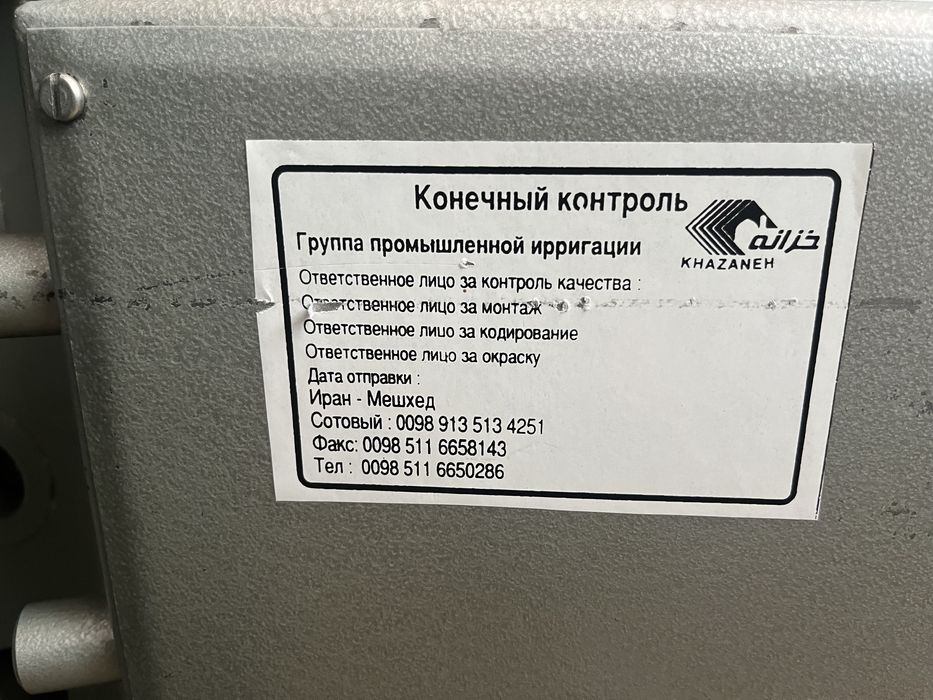 Конечный контроль
خزانه
KHAZANEH
Группа промышленной ирригации
Ответственное лицо за контроль качества :
Ответственное лицо за монтаж
Ответственное лицо за кодирование
Ответственное лицо за окраску
Дата отправки :
Иран - Мешхед
Сотовый : 0098 913 513 4251
Факс: 0098 511 6658143
Тел : 0098 511 6650286